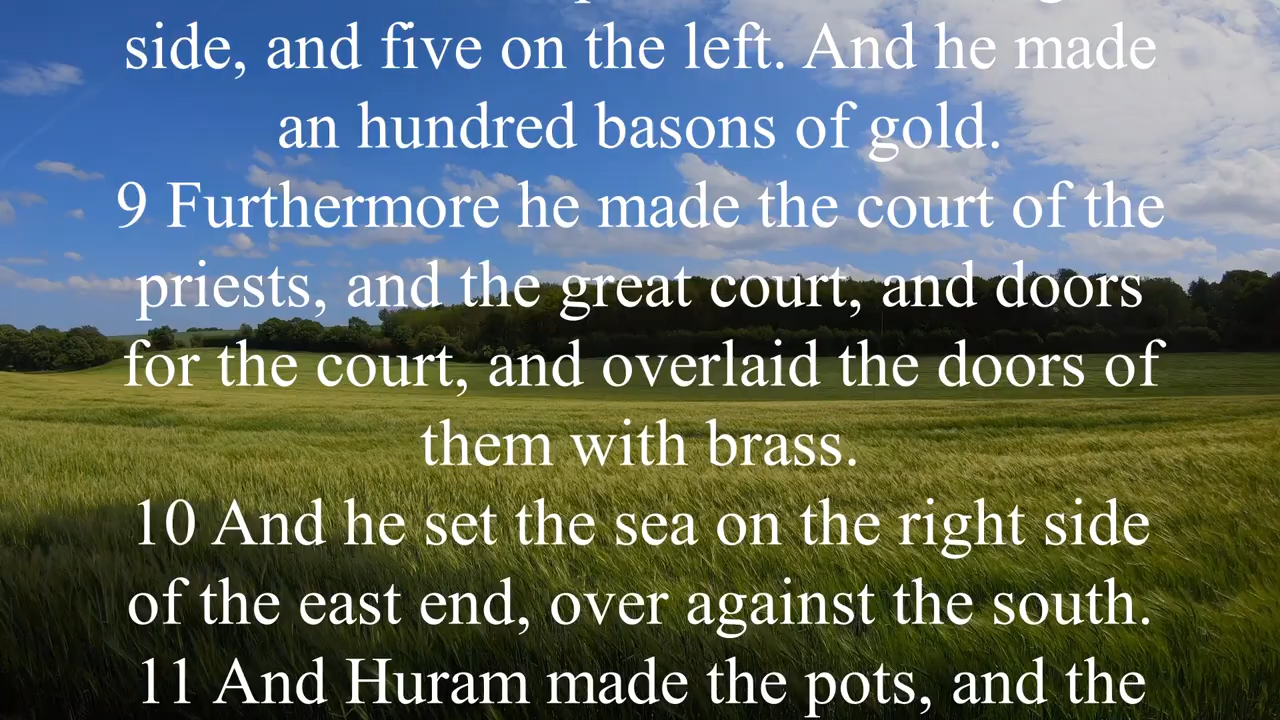 side, and five on the left. And he made
an hundred basons of gold.
9 Furthermore he made the court of the
priests, and the great court, and doors
for the court, and overlaid the doors of
them with brass.
10 And he set the sea on the right side
of the east end, over against the south.
11 And Huram made the pots, and the